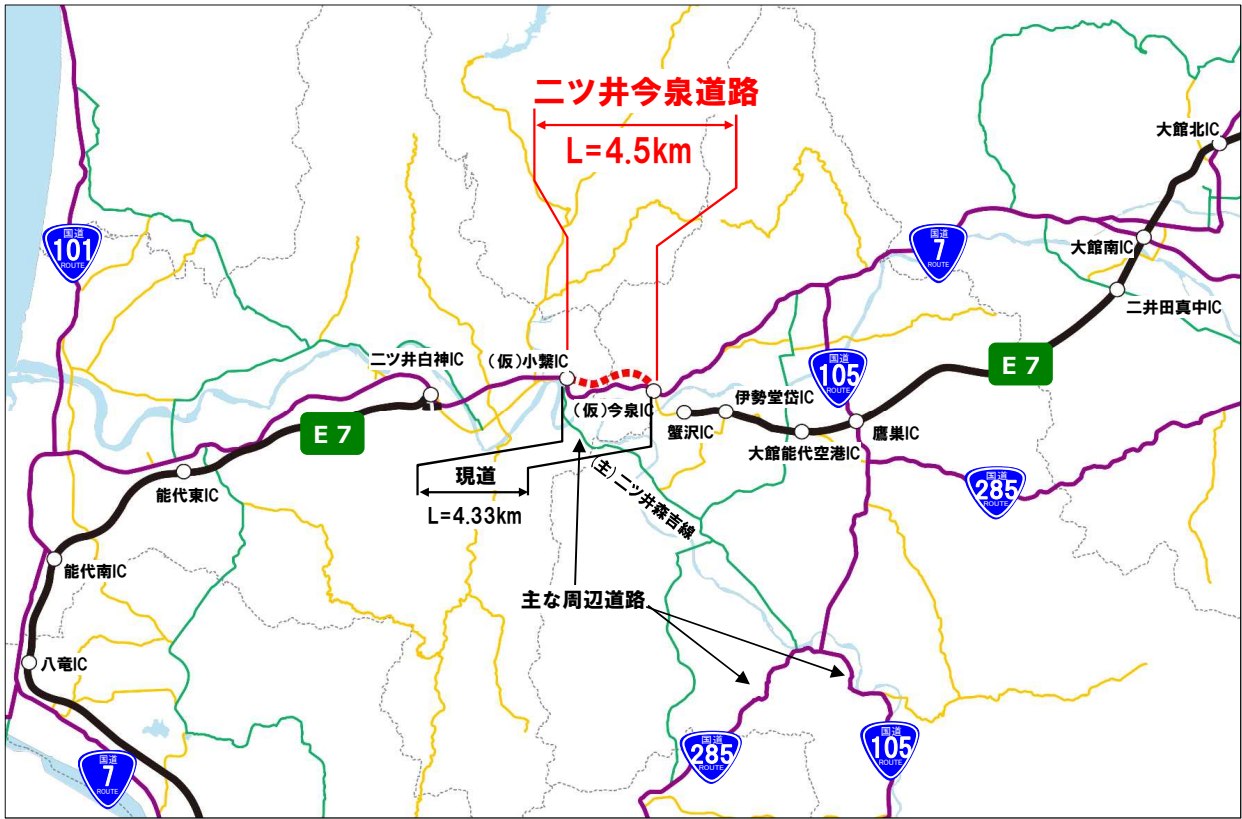 二ツ井今泉道路
L=4.5km
大館北IC
国道
101
ROUTE
国道
7
ROUTE
大館南IC
二井田真中IC
二ツ井白神IC
(仮)小繋IC
国道
105
ROUTE
E7
(仮)今泉IC
伊勢堂岱IC
蟹沢IC
鷹巣IC
大館能代空港IC
E7
現道
L=4.33km
(主)二ツ井森吉線
能代東IC
国道
285
ROUTE
能代南IC
主な周辺道路
八竜IC
国道
7
ROUTE
国道
285
ROUTE
国道
105
ROUTE